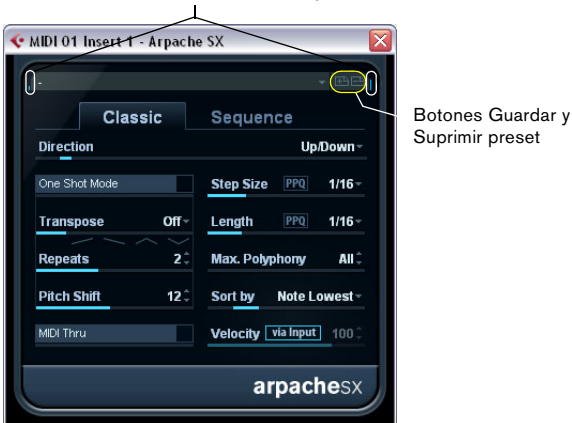 MIDI 01 Insert 1 - Arpache SX
-
Classic Sequence
Direction Up/Down
One Shot Mode Step Size PPQ 1/16
Transpose Off Length PPQ 1/16
Repeats 2 Max. Polyphony All
Pitch Shift 12 Sort by Note Lowest
MIDI Thru Velocity via Input 100
arpacheSX
Botones Guardar y
Suprimir preset